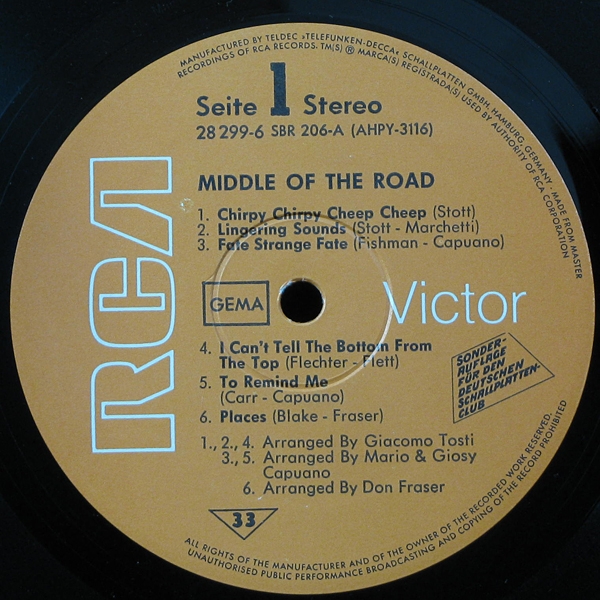 MANUFACTURED BY TELDEC »TELEFUNKEN-DECCA« SCHALLPLATTEN GMBH, HAMBURG, GERMANY · MADE FROM MASTER
RECORDINGS OF RCA RECORDS. TM(S) ® MARCA(S) REGISTRADA(S) USED BY AUTHORITY OF RCA CORPORATION
Seite 1 Stereo
28 299-6 SBR 206-A (AHPY-3116)
MIDDLE OF THE ROAD
1. Chirpy Chirpy Cheep Cheep (Stott)
2. Lingering Sounds (Stott - Marchetti)
3. Fate Strange Fate (Fishman - Capuano)
RCA
GEMA
Victor
4. I Can't Tell The Bottom From
The Top (Flechter - Flett)
5. To Remind Me
(Carr - Capuano)
6. Places (Blake - Fraser)
SONDER-
AUFLAGE
FÜR DEN
DEUTSCHEN
SCHALLPLATTEN-
CLUB
1., 2., 4. Arranged By Giacomo Tosti
3., 5. Arranged By Mario & Giosy
Capuano
6. Arranged By Don Fraser
33
ALL RIGHTS OF THE MANUFACTURER AND OF THE OWNER OF THE RECORDED WORK RESERVED.
UNAUTHORISED PUBLIC PERFORMANCE BROADCASTING AND COPYING OF THE RECORD PROHIBITED